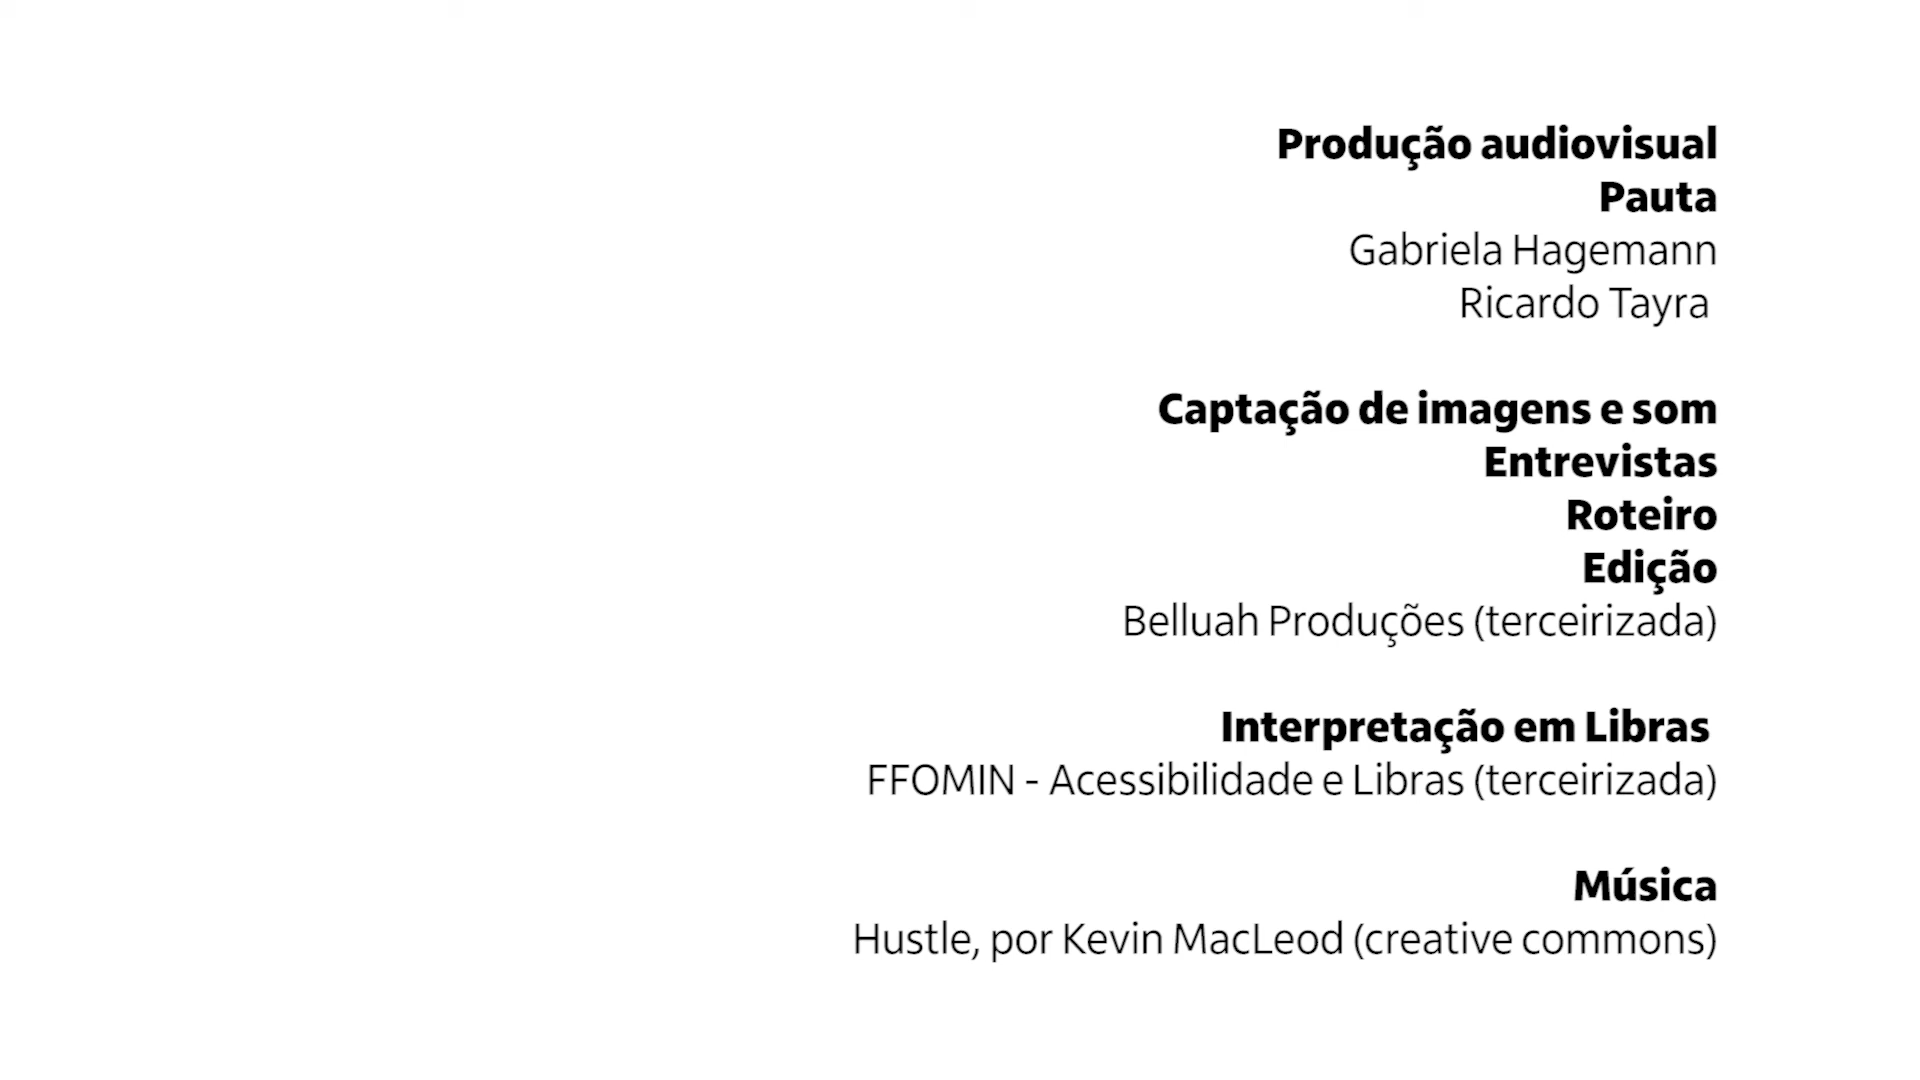 Produção audiovisual
Pauta
Gabriela Hagemann
Ricardo Tayra
Captação de imagens e som
Entrevistas
Roteiro
Edição
Belluah Produções (terceirizada)
Interpretação em Libras
FFOMIN - Acessibilidade e Libras (terceirizada)
Música
Hustle, por Kevin MacLeod (creative commons)